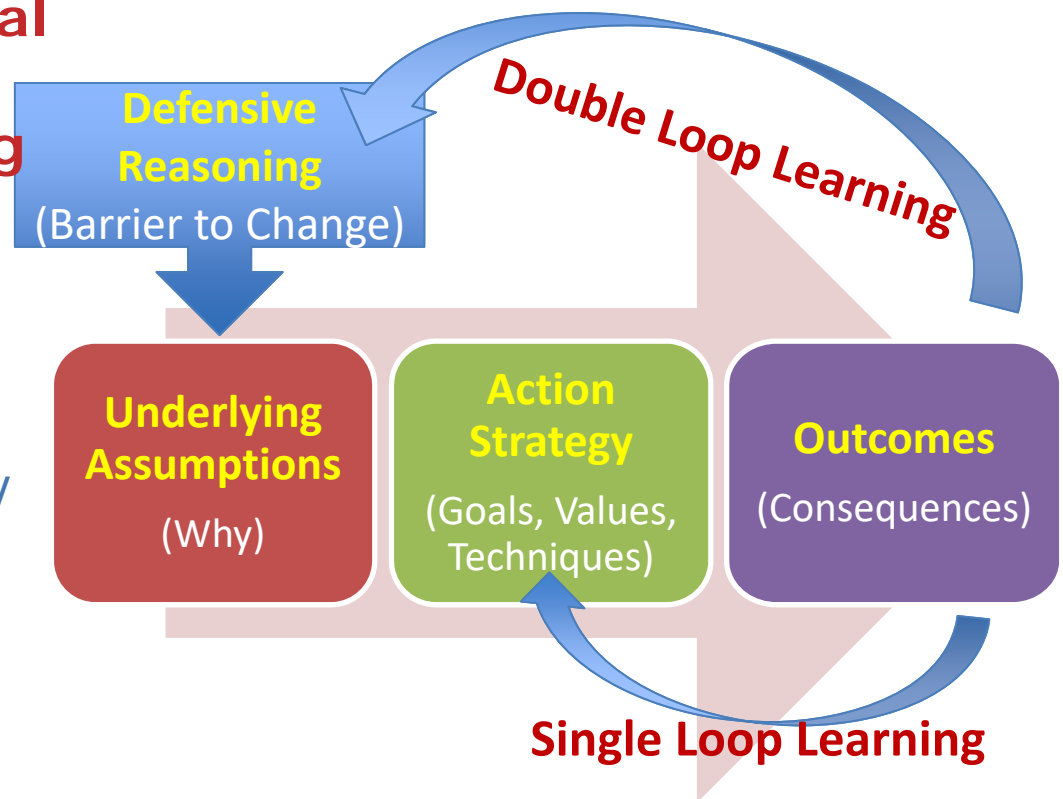 al
g
y
Defensive
Reasoning
(Barrier to Change)
Double Loop Learning
Underlying
Assumptions
(Why)
Action
Strategy
(Goals, Values,
Techniques)
Outcomes
(Consequences)
Single Loop Learning